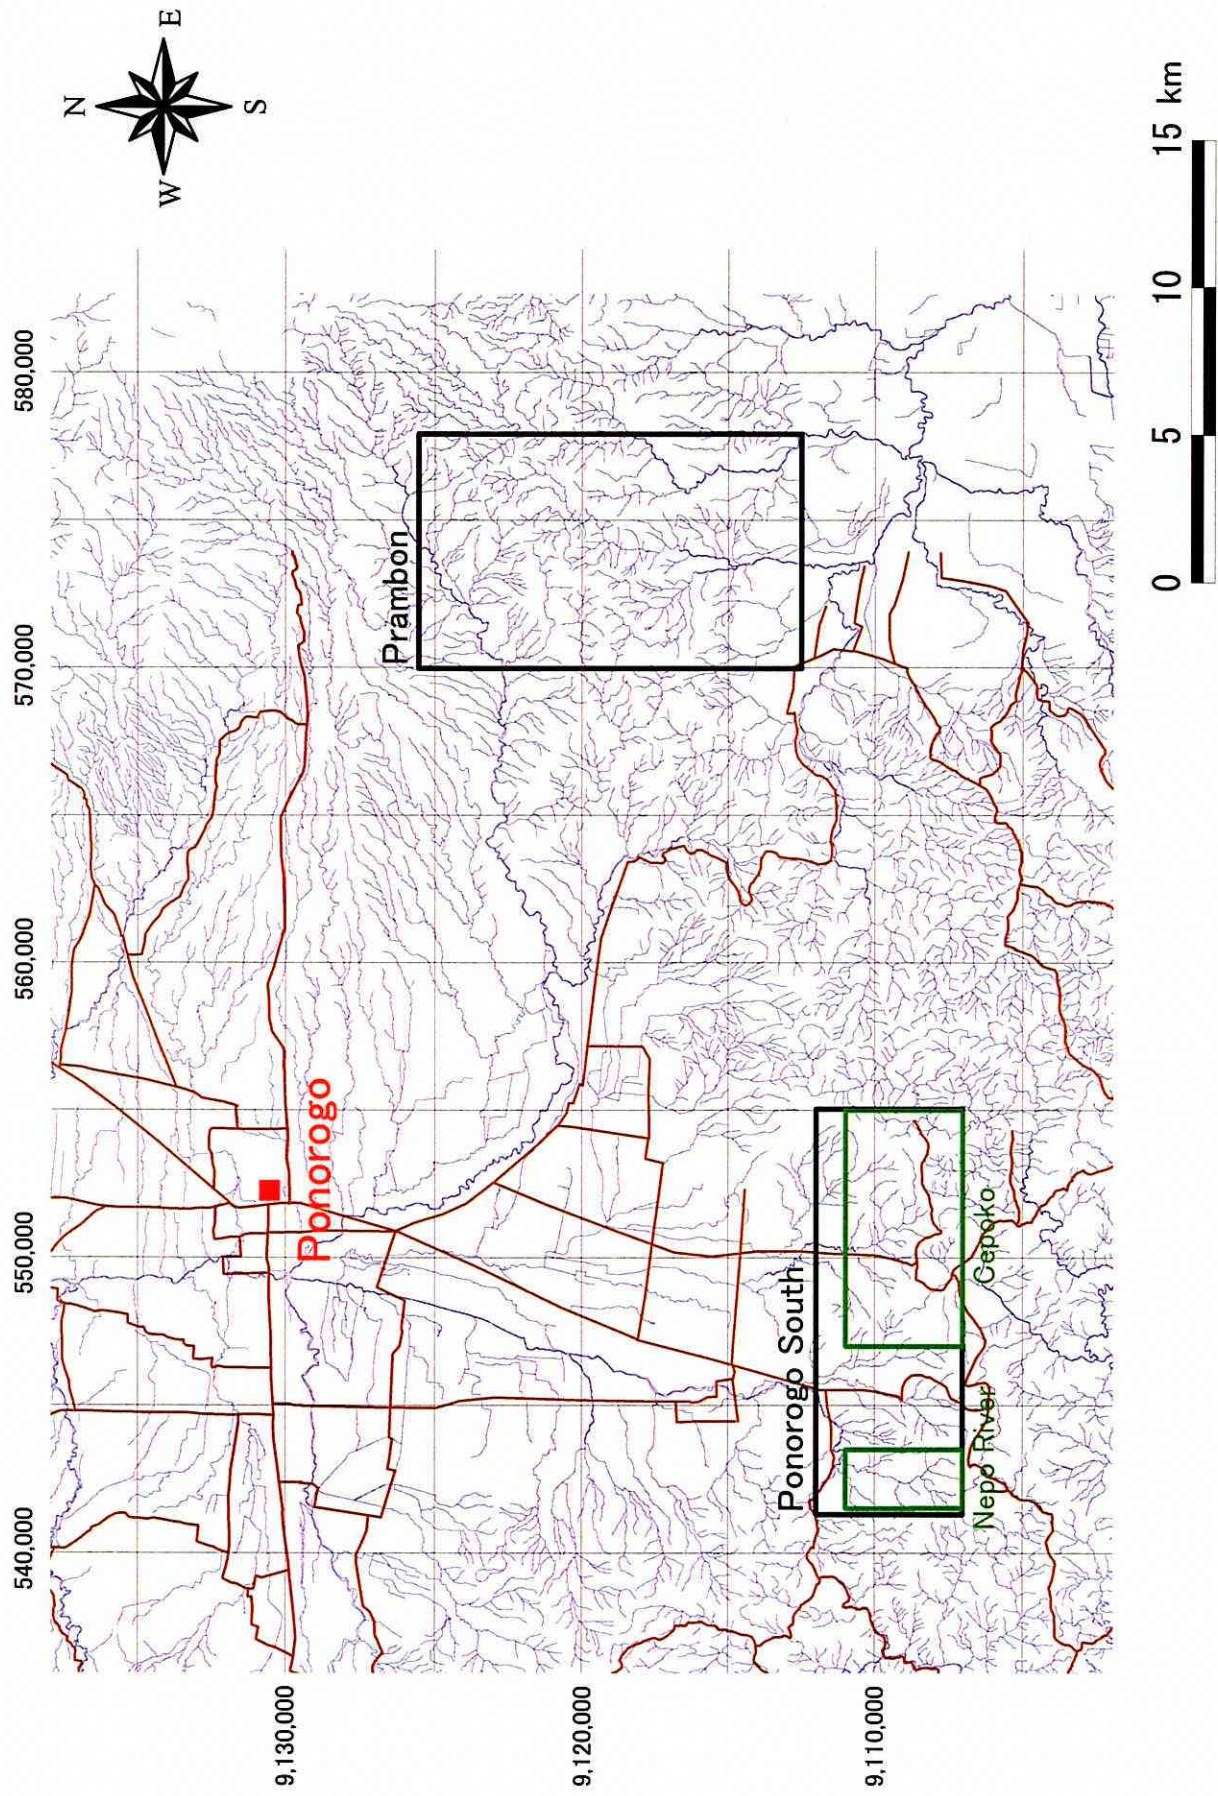 N
W
E
S
540,000
550,000
560,000
570,000
580,000
9,130,000
9,120,000
9,110,000
Ponorogo
Prambon
Ponorogo South
Nepo River
Cepoko
0
5
10
15 km